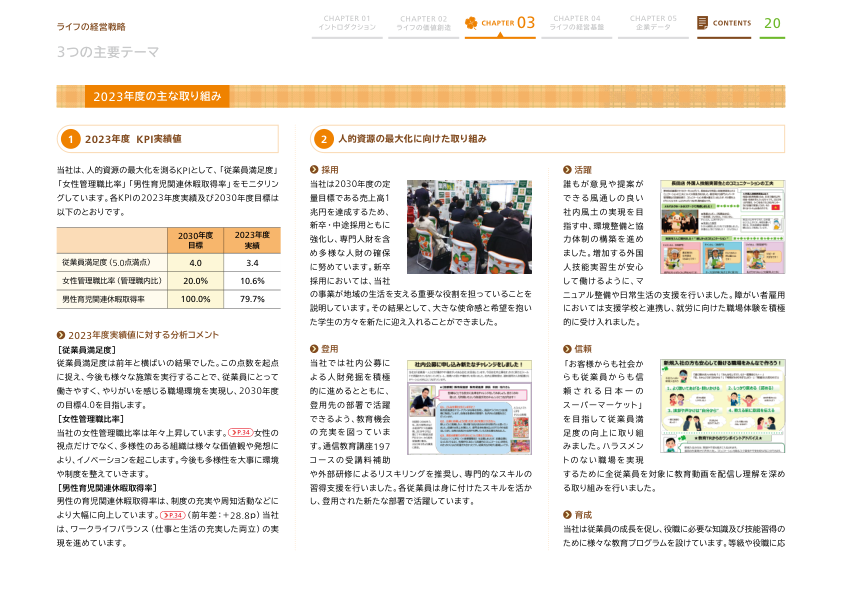 ライフの経営戦略
CHAPTER 01
イントロダクション
CHAPTER 02
ライフの価値創造
CHAPTER 03
CHAPTER 04
ライフの経営基盤
CHAPTER 05
企業データ
CONTENTS
20
3つの主要テーマ
2023年度の主な取り組み
1 2023年度 KPI実績値
当社は、人的資源の最大化を測るKPIとして、「従業員満足度」
「女性管理職比率」「男性育児関連休暇取得率」をモニタリン
グしています。各KPIの2023年度実績及び2030年度目標は
以下のとおりです。
2030年度
目標
2023年度
実績
従業員満足度（5.0点満点） 4.0 3.4
女性管理職比率（管理職内比） 20.0% 10.6%
男性育児関連休暇取得率 100.0% 79.7%
2023年度実績値に対する分析コメント
［従業員満足度］
従業員満足度は前年と横ばいの結果でした。この点数を起点
に捉え、今後も様々な施策を実行することで、従業員にとって
働きやすく、やりがいを感じる職場環境を実現し、2030年度
の目標4.0を目指します。
［女性管理職比率］
当社の女性管理職比率は年々上昇しています。P.34 女性の
視点だけでなく、多様性のある組織は様々な価値観や発想に
より、イノベーションを起こします。今後も多様性を大事に環境
や制度を整えていきます。
［男性育児関連休暇取得率］
男性の育児関連休暇取得率は、制度の充実や周知活動などに
より大幅に向上しています。P.34（前年差：＋28.8p）当社
は、ワークライフバランス（仕事と生活の充実した両立）の実
現を進めています。
2 人的資源の最大化に向けた取り組み
採用
当社は2030年度の定
量目標である売上高1
兆円を達成するため、
新卒・中途採用ともに
強化し、専門人財を含
め多様な人財の確保
に努めています。新卒
採用においては、当社
の事業が地域の生活を支える重要な役割を担っていることを
説明しています。その結果として、大きな使命感と希望を抱い
た学生の方々を新たに迎え入れることができました。
登用
当社では社内公募に
よる人財発掘を積極
的に進めるとともに、
登用先の部署で活躍
できるよう、教育機会
の充実を図っていま
す。通信教育講座197
コースの受講料補助
や外部研修によるリスキリングを推奨し、専門的なスキルの
習得支援を行いました。各従業員は身に付けたスキルを活か
し、登用された新たな部署で活躍しています。
社内公募に申し込み新たなチャレンジしました！
活躍
誰もが意見や提案が
できる風通しの良い
社内風土の実現を目
指す中、環境整備と協
力体制の構築を進め
ました。増加する外国
人技能実習生が安心
して働けるように、マ
ニュアル整備や日常生活の支援を行いました。障がい者雇用
においては支援学校と連携し、就労に向けた職場体験を積極
的に受け入れました。
長田店 外国人技能実習生とのコミュニケーションの工夫
信頼
「お客様からも社会か
らも従業員からも信
頼される日本一の
スーパーマーケット」
を目指して従業員満
足度の向上に取り組
みました。ハラスメン
トのない職場を実現
するために全従業員を対象に教育動画を配信し理解を深め
る取り組みを行いました。
新規入社の方も安心して働ける職場をみんなで作ろう！
育成
当社は従業員の成長を促し、役職に必要な知識及び技能習得の
ために様々な教育プログラムを設けています。等級や役職に応